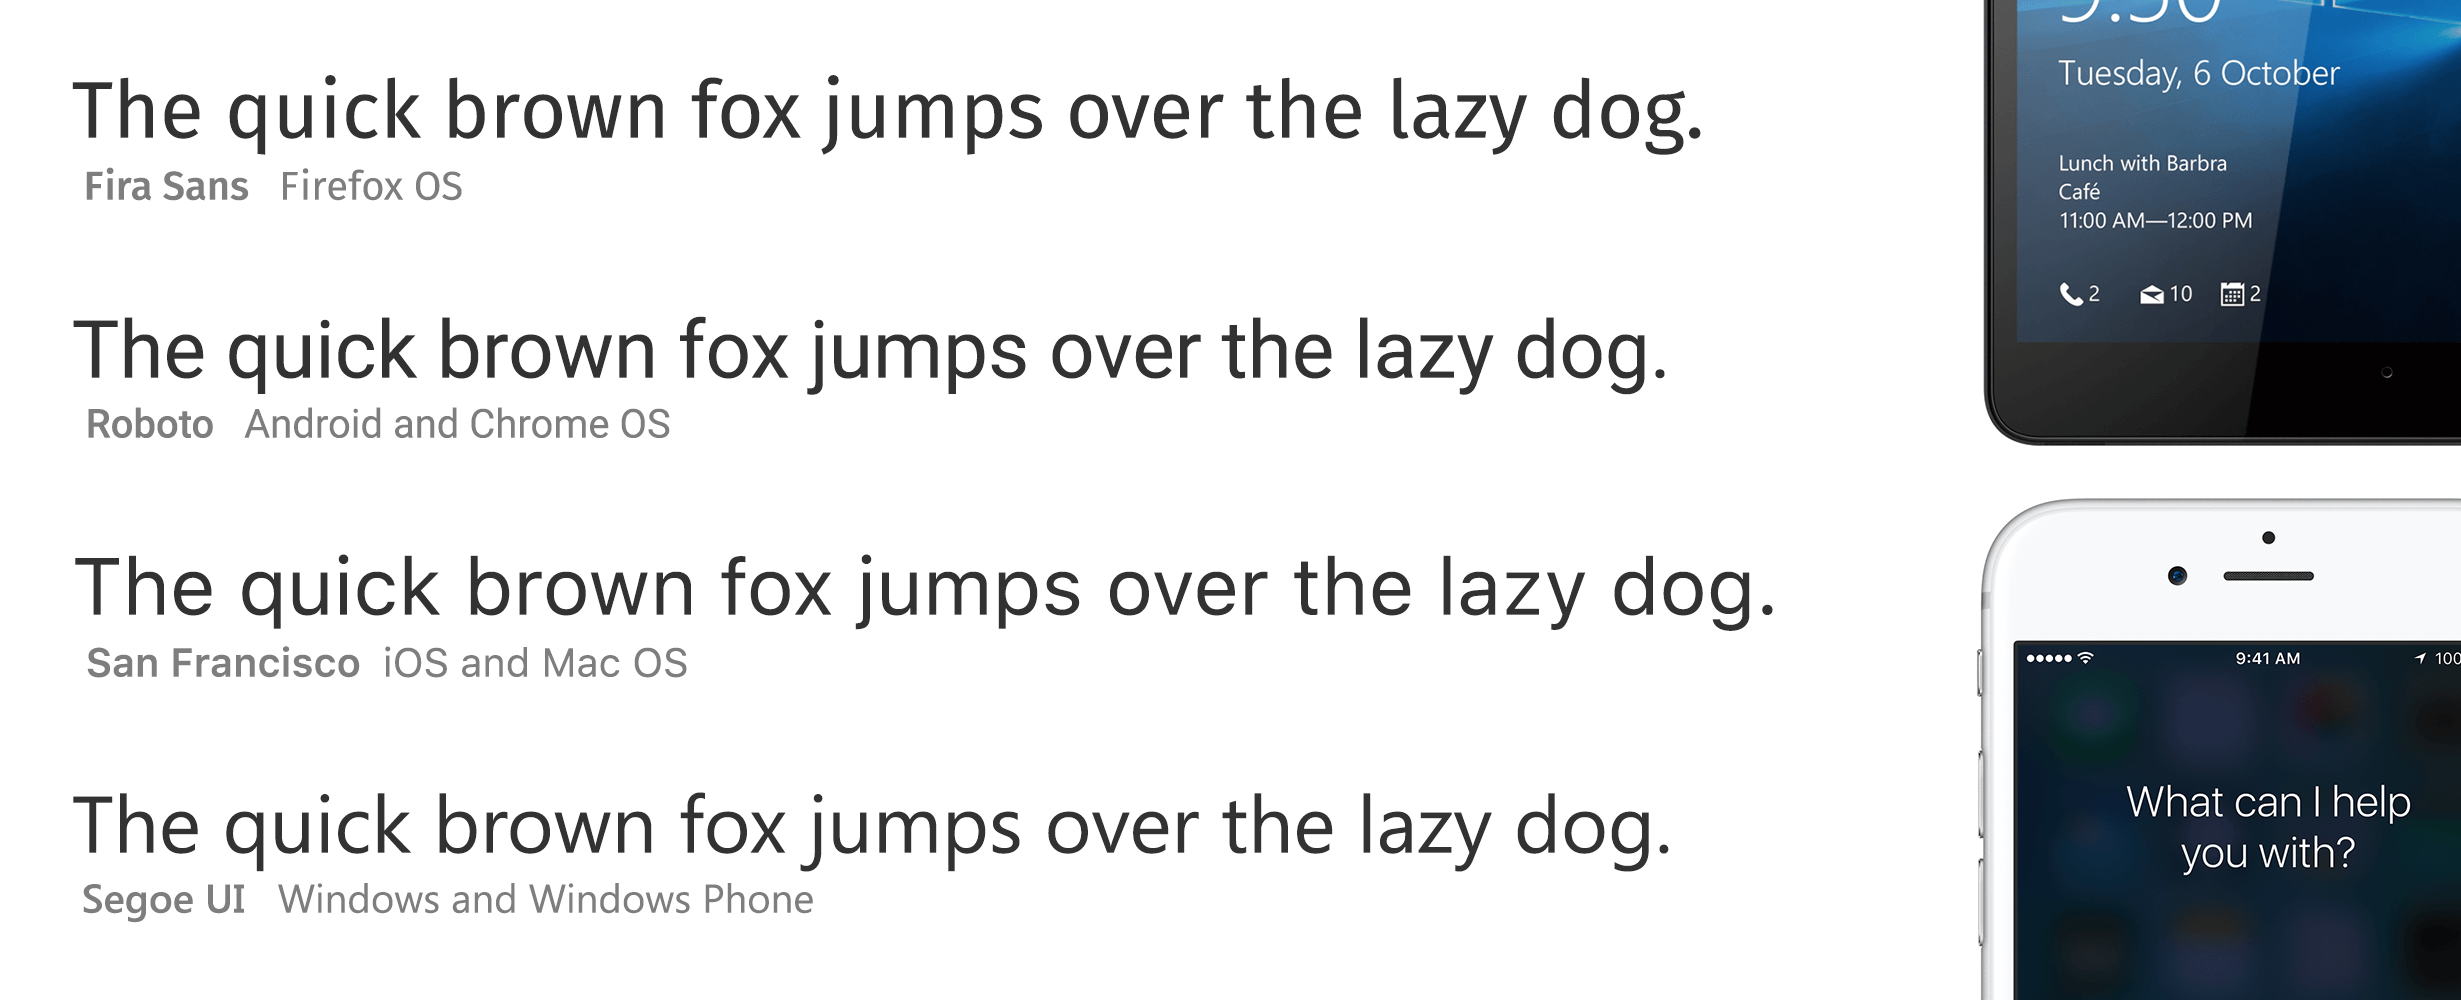 The quick brown fox jumps over the lazy dog.
Fira Sans Firefox OS
The quick brown fox jumps over the lazy dog.
Roboto Android and Chrome OS
The quick brown fox jumps over the lazy dog.
San Francisco iOS and Mac OS
The quick brown fox jumps over the lazy dog.
Segoe UI Windows and Windows Phone
Tuesday, 6 October
Lunch with Barbra
Café
11:00 AM—12:00 PM
2 10 2
9:41 AM 100
What can I help
you with?